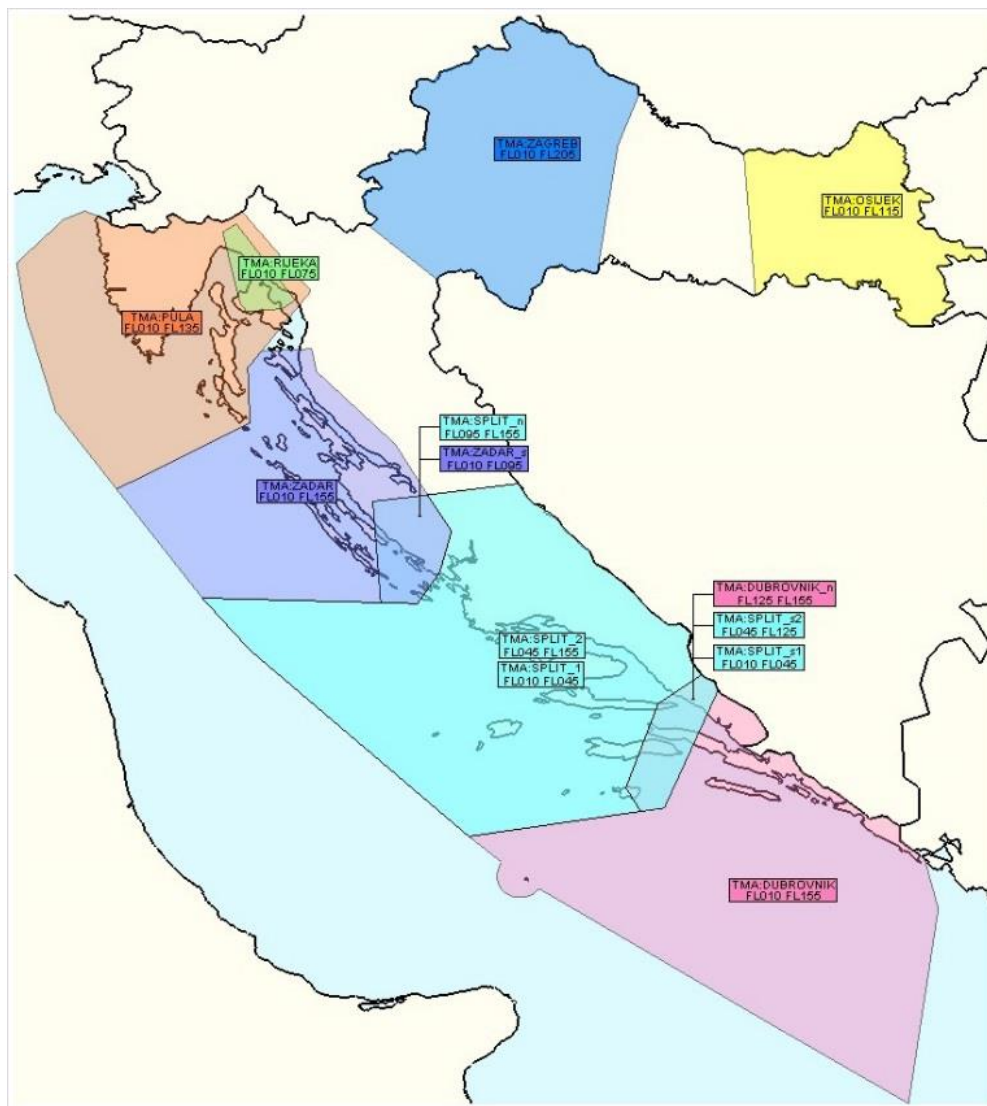 TMA:ZAGREB
FL010 FL205
TMA:OSIJEK
FL010 FL115
TMA:RIJEKA
FL010 FL075
TMA:PULA
FL010 FL135
TMA:SPLIT_n
FL095 FL155
TMA:ZADAR_s
FL010 FL095
TMA:ZADAR
FL010 FL155
TMA:DUBROVNIK_n
FL125 FL155
TMA:SPLIT_s2
FL045 FL125
TMA:SPLIT_s1
FL010 FL045
TMA:SPLIT_2
FL045 FL155
TMA:SPLIT_1
FL010 FL045
TMA:DUBROVNIK
FL010 FL155